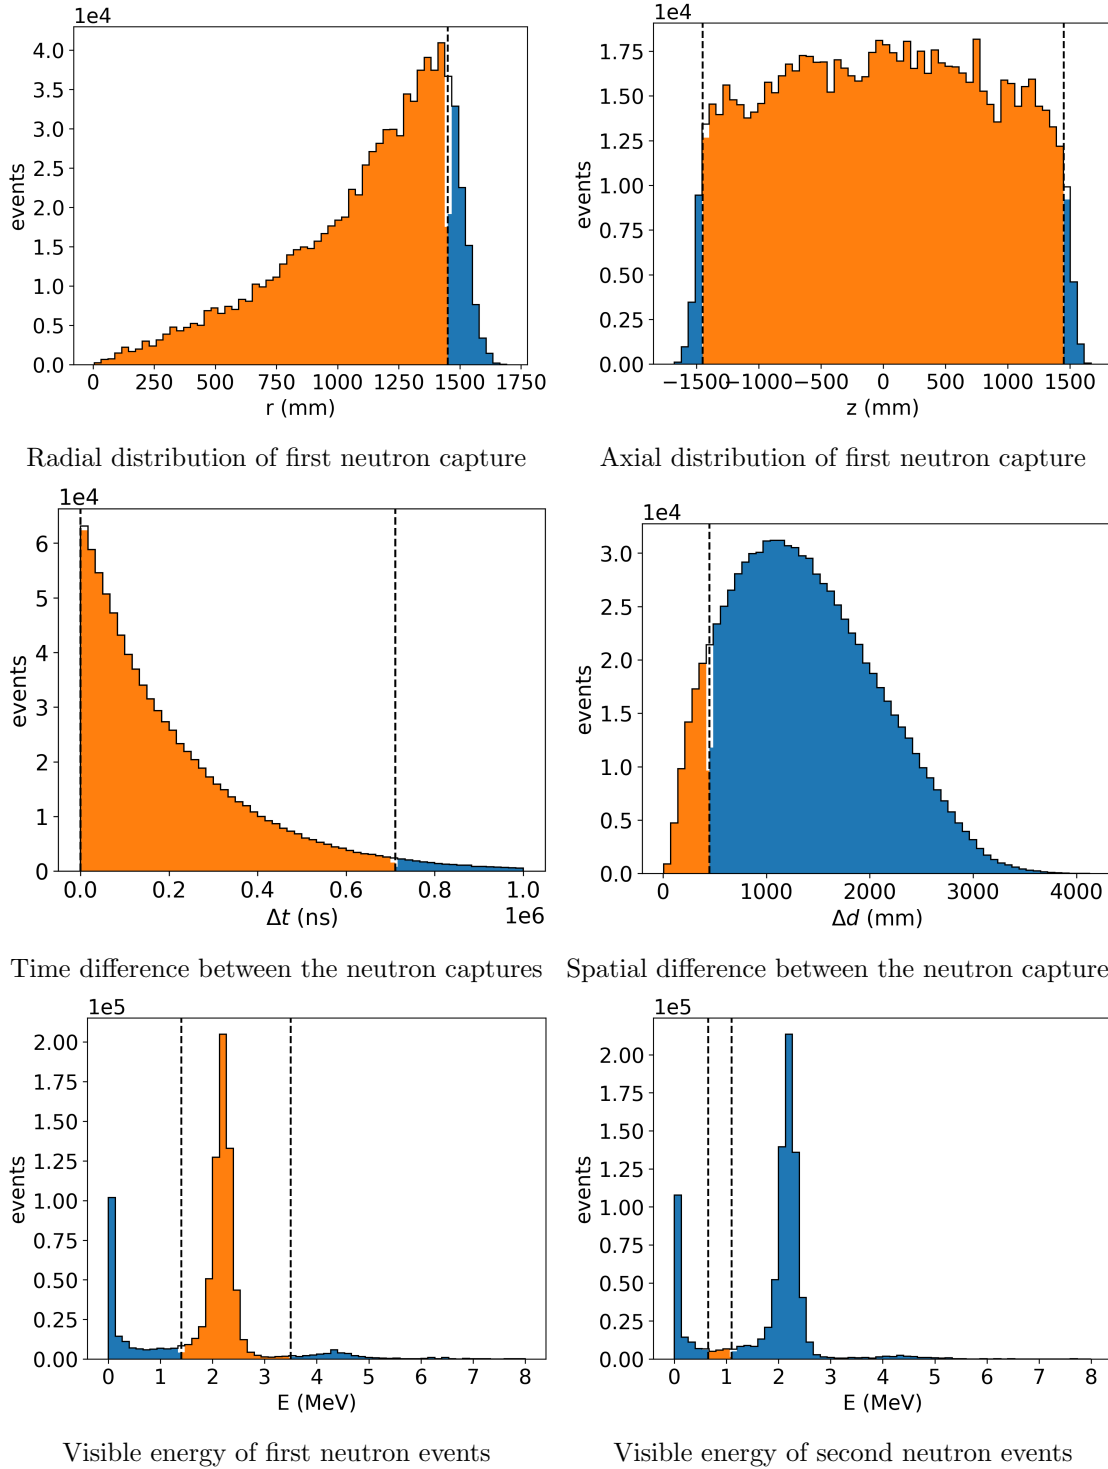 1e4
4.0
3.5
3.0
2.5
2.0
1.5
1.0
0.5
0.0
events
0 250 500 750 1000 1250 1500 1750
r (mm)
Radial distribution of first neutron capture
1e4
1.75
1.50
1.25
1.00
0.75
0.50
0.25
0.00
events
−1500 −1000 −500 0 500 1000 1500
z (mm)
Axial distribution of first neutron capture
1e4
6
5
4
3
2
1
0
events
0.0 0.2 0.4 0.6 0.8 1.0
Δt (ns)
1e6
Time difference between the neutron captures
1e4
3.0
2.5
2.0
1.5
1.0
0.5
0.0
events
0 1000 2000 3000 4000
Δd (mm)
Spatial difference between the neutron capture
1e5
2.00
1.75
1.50
1.25
1.00
0.75
0.50
0.25
0.00
events
0 1 2 3 4 5 6 7 8
E (MeV)
Visible energy of first neutron events
1e5
2.00
1.75
1.50
1.25
1.00
0.75
0.50
0.25
0.00
events
0 1 2 3 4 5 6 7 8
E (MeV)
Visible energy of second neutron events